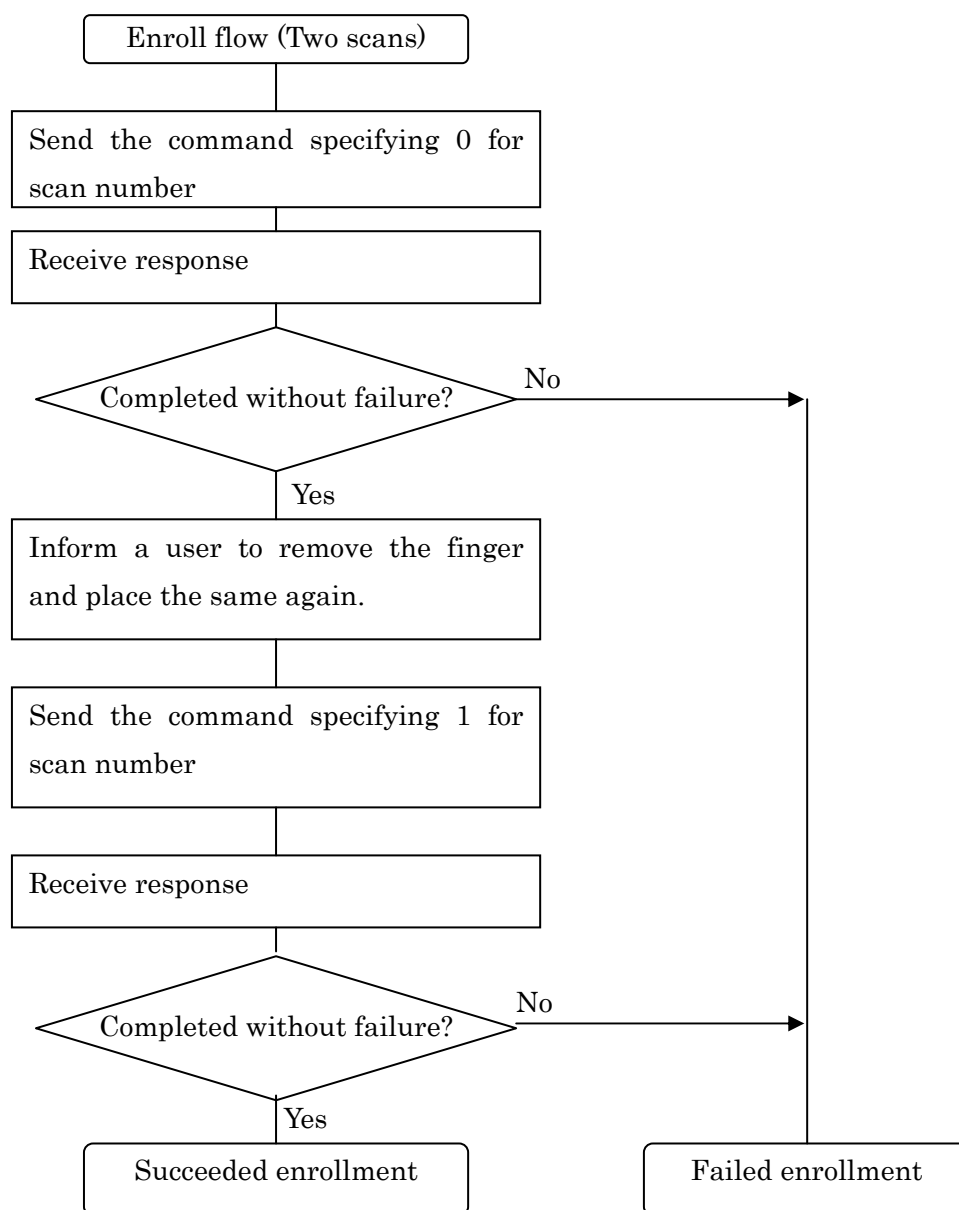 Enroll flow (Two scans)
Send the command specifying 0 for
scan number
Receive response
Completed without failure?
No
Yes
Inform a user to remove the finger
and place the same again.
Send the command specifying 1 for
scan number
Receive response
Completed without failure?
No
Yes
Succeeded enrollment
Failed enrollment